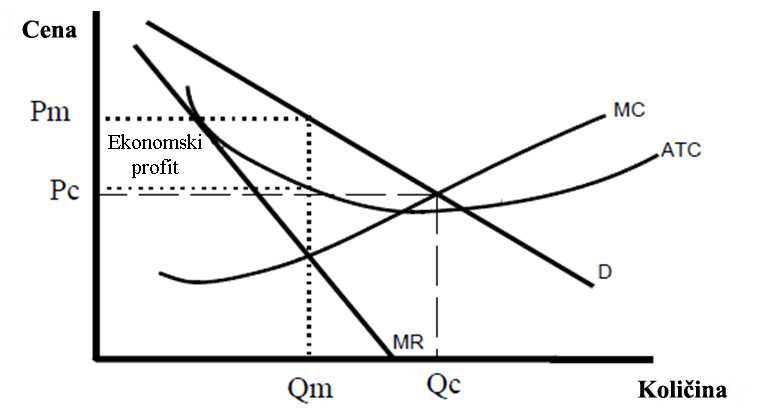 Cena
Pm
Ekonomski
profit
Pc
MC
ATC
D
MR
Qm
Qc
Količina